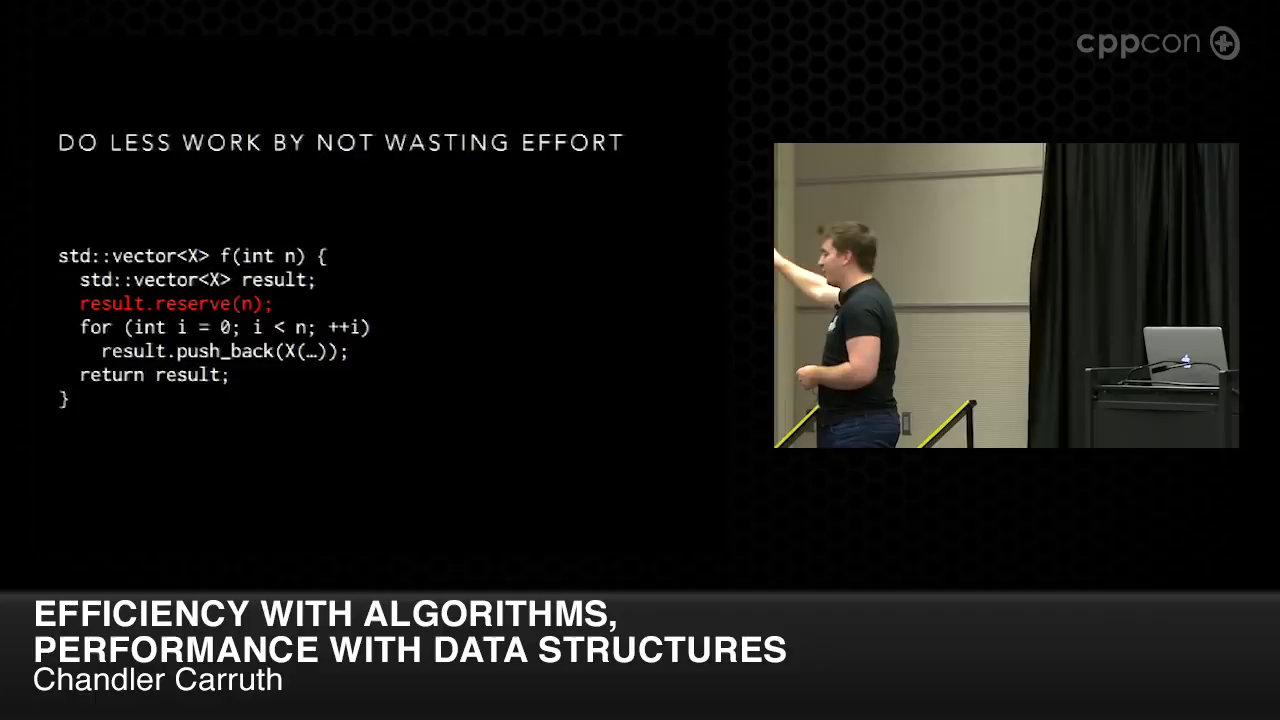 cppcon
DO LESS WORK BY NOT WASTING EFFORT
std::vector<X> f(int n) {
  std::vector<X> result;
  result.reserve(n);
  for (int i = 0; i < n; ++i)
    result.push_back(X(…));
  return result;
}
EFFICIENCY WITH ALGORITHMS,
PERFORMANCE WITH DATA STRUCTURES
Chandler Carruth